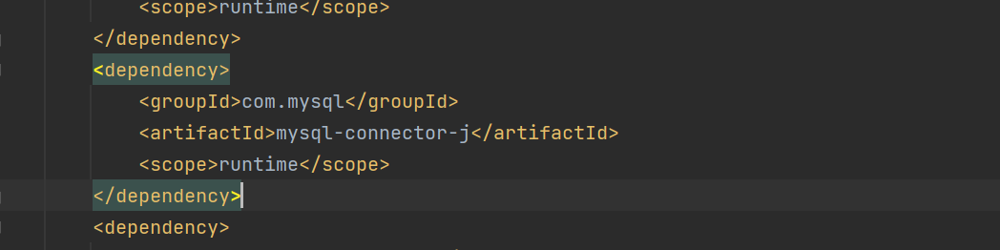 <scope>runtime</scope>
</dependency>
<dependency>
<groupId>com.mysql</groupId>
<artifactId>mysql-connector-j</artifactId>
<scope>runtime</scope>
</dependency>
<dependency>